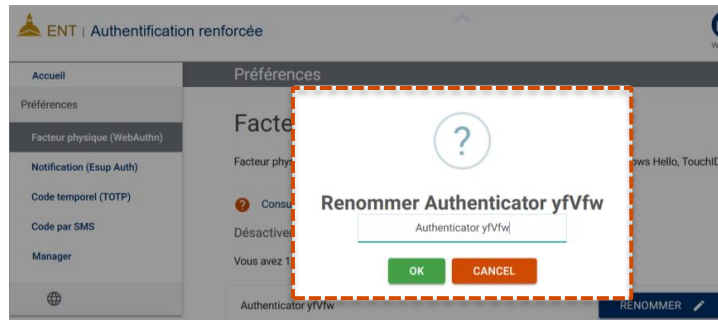 ENT | Authentification renforcée
Accueil
Préférences
Préférences
Facteur physique (WebAuthn)
Notification (Esup Auth)
Code temporel (TOTP)
Code par SMS
Manager
Facte
Facteur phys
ows Hello, TouchID
? Consu
Désactiver
Vous avez 1
?
Renommer Authenticator yfVfw
Authenticator yfVfw
OK CANCEL
Authenticator yfVfw
RENOMMER